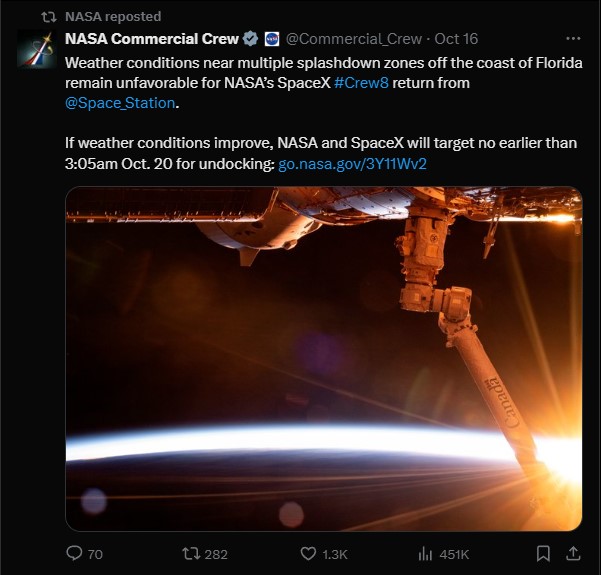 NASA reposted
NASA Commercial Crew @Commercial_Crew · Oct 16
Weather conditions near multiple splashdown zones off the coast of Florida
remain unfavorable for NASA's SpaceX #Crew8 return from
@Space_Station.
If weather conditions improve, NASA and SpaceX will target no earlier than
3:05am Oct. 20 for undocking: go.nasa.gov/3Y11Wv2
Canada
70 282 1.3K 451K